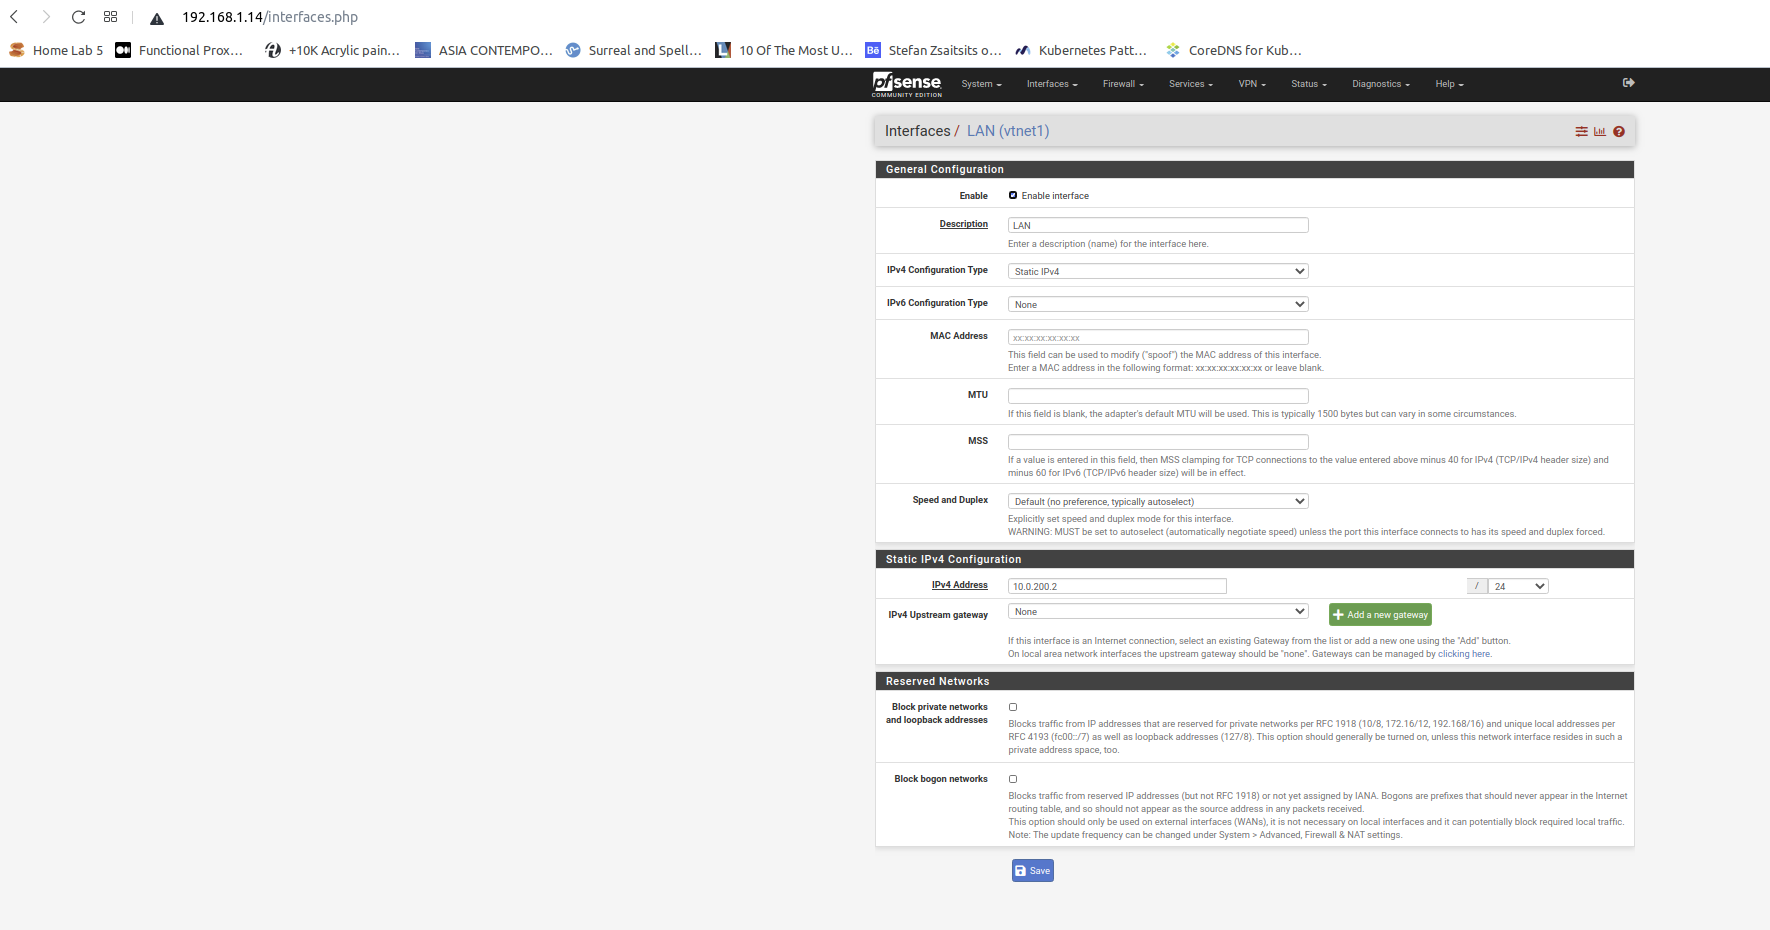 192.168.1.14/interfaces.php
Home Lab 5
Functional Prox...
+10K Acrylic pain...
ASIA CONTEMPO...
Surreal and Spell...
10 Of The Most U...
Bē
Stefan Zsaitsits o...
Kubernetes Patt...
CoreDNS for Kub...
pfsense
COMMUNITY EDITION
System
Interfaces
Firewall
Services
VPN
Status
Diagnostics
Help
Interfaces / LAN (vtnet1)
General Configuration
Enable
Enable interface
Description
LAN
Enter a description (name) for the interface here.
IPv4 Configuration Type
Static IPv4
IPv6 Configuration Type
None
MAC Address
xx:xx:xx:xx:xx:xx
This field can be used to modify ("spoof") the MAC address of this interface.
Enter a MAC address in the following format: xx:xx:xx:xx:xx:xx or leave blank.
MTU
If this field is blank, the adapter's default MTU will be used. This is typically 1500 bytes but can vary in some circumstances.
MSS
If a value is entered in this field, then MSS clamping for TCP connections to the value entered above minus 40 for IPv4 (TCP/IPv4 header size) and
minus 60 for IPv6 (TCP/IPv6 header size) will be in effect.
Speed and Duplex
Default (no preference, typically autoselect)
Explicitly set speed and duplex mode for this interface.
WARNING: MUST be set to autoselect (automatically negotiate speed) unless the port this interface connects to has its speed and duplex forced.
Static IPv4 Configuration
IPv4 Address
10.0.200.2
/ 24
IPv4 Upstream gateway
None
Add a new gateway
If this interface is an Internet connection, select an existing Gateway from the list or add a new one using the "Add" button.
On local area network interfaces the upstream gateway should be "none". Gateways can be managed by clicking here.
Reserved Networks
Block private networks
and loopback addresses
Blocks traffic from IP addresses that are reserved for private networks per RFC 1918 (10/8, 172.16/12, 192.168/16) and unique local addresses per
RFC 4193 (fc00::/7) as well as loopback addresses (127/8). This option should generally be turned on, unless this network interface resides in such a
private address space, too.
Block bogon networks
Blocks traffic from reserved IP addresses (but not RFC 1918) or not yet assigned by IANA. Bogons are prefixes that should never appear in the Internet
routing table, and so should not appear as the source address in any packets received.
This option should only be used on external interfaces (WANs), it is not necessary on local interfaces and it can potentially block required local traffic.
Note: The update frequency can be changed under System > Advanced, Firewall & NAT settings.
Save